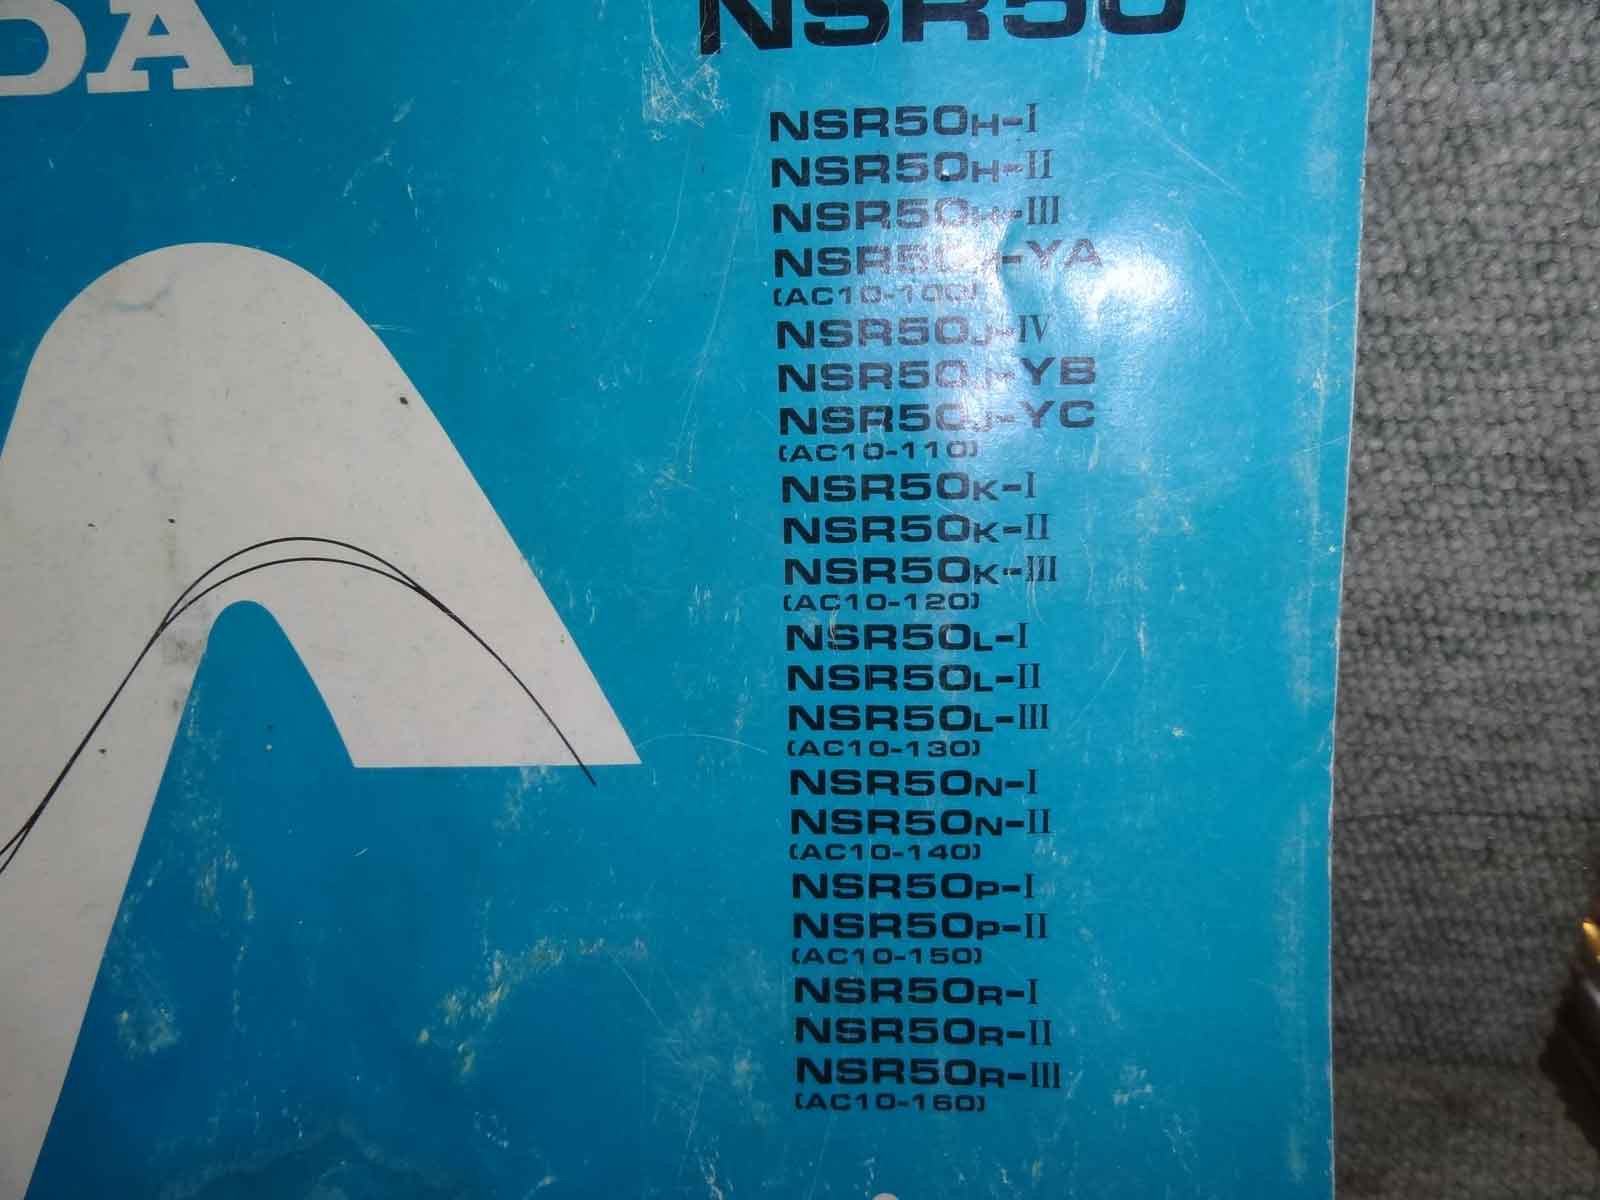 DA
NSR50
NSR50H-I
NSR50H-II
NSR50H-III
NSR50H-YA
(AC10-100)
NSR50J-IV
NSR50J-YB
NSR50J-YC
(AC10-110)
NSR50K-I
NSR50K-II
NSR50K-III
(AC10-120)
NSR50L-I
NSR50L-II
NSR50L-III
(AC10-130)
NSR50N-I
NSR50N-II
(AC10-140)
NSR50P-I
NSR50P-II
(AC10-150)
NSR50R-I
NSR50R-II
NSR50R-III
(AC10-160)